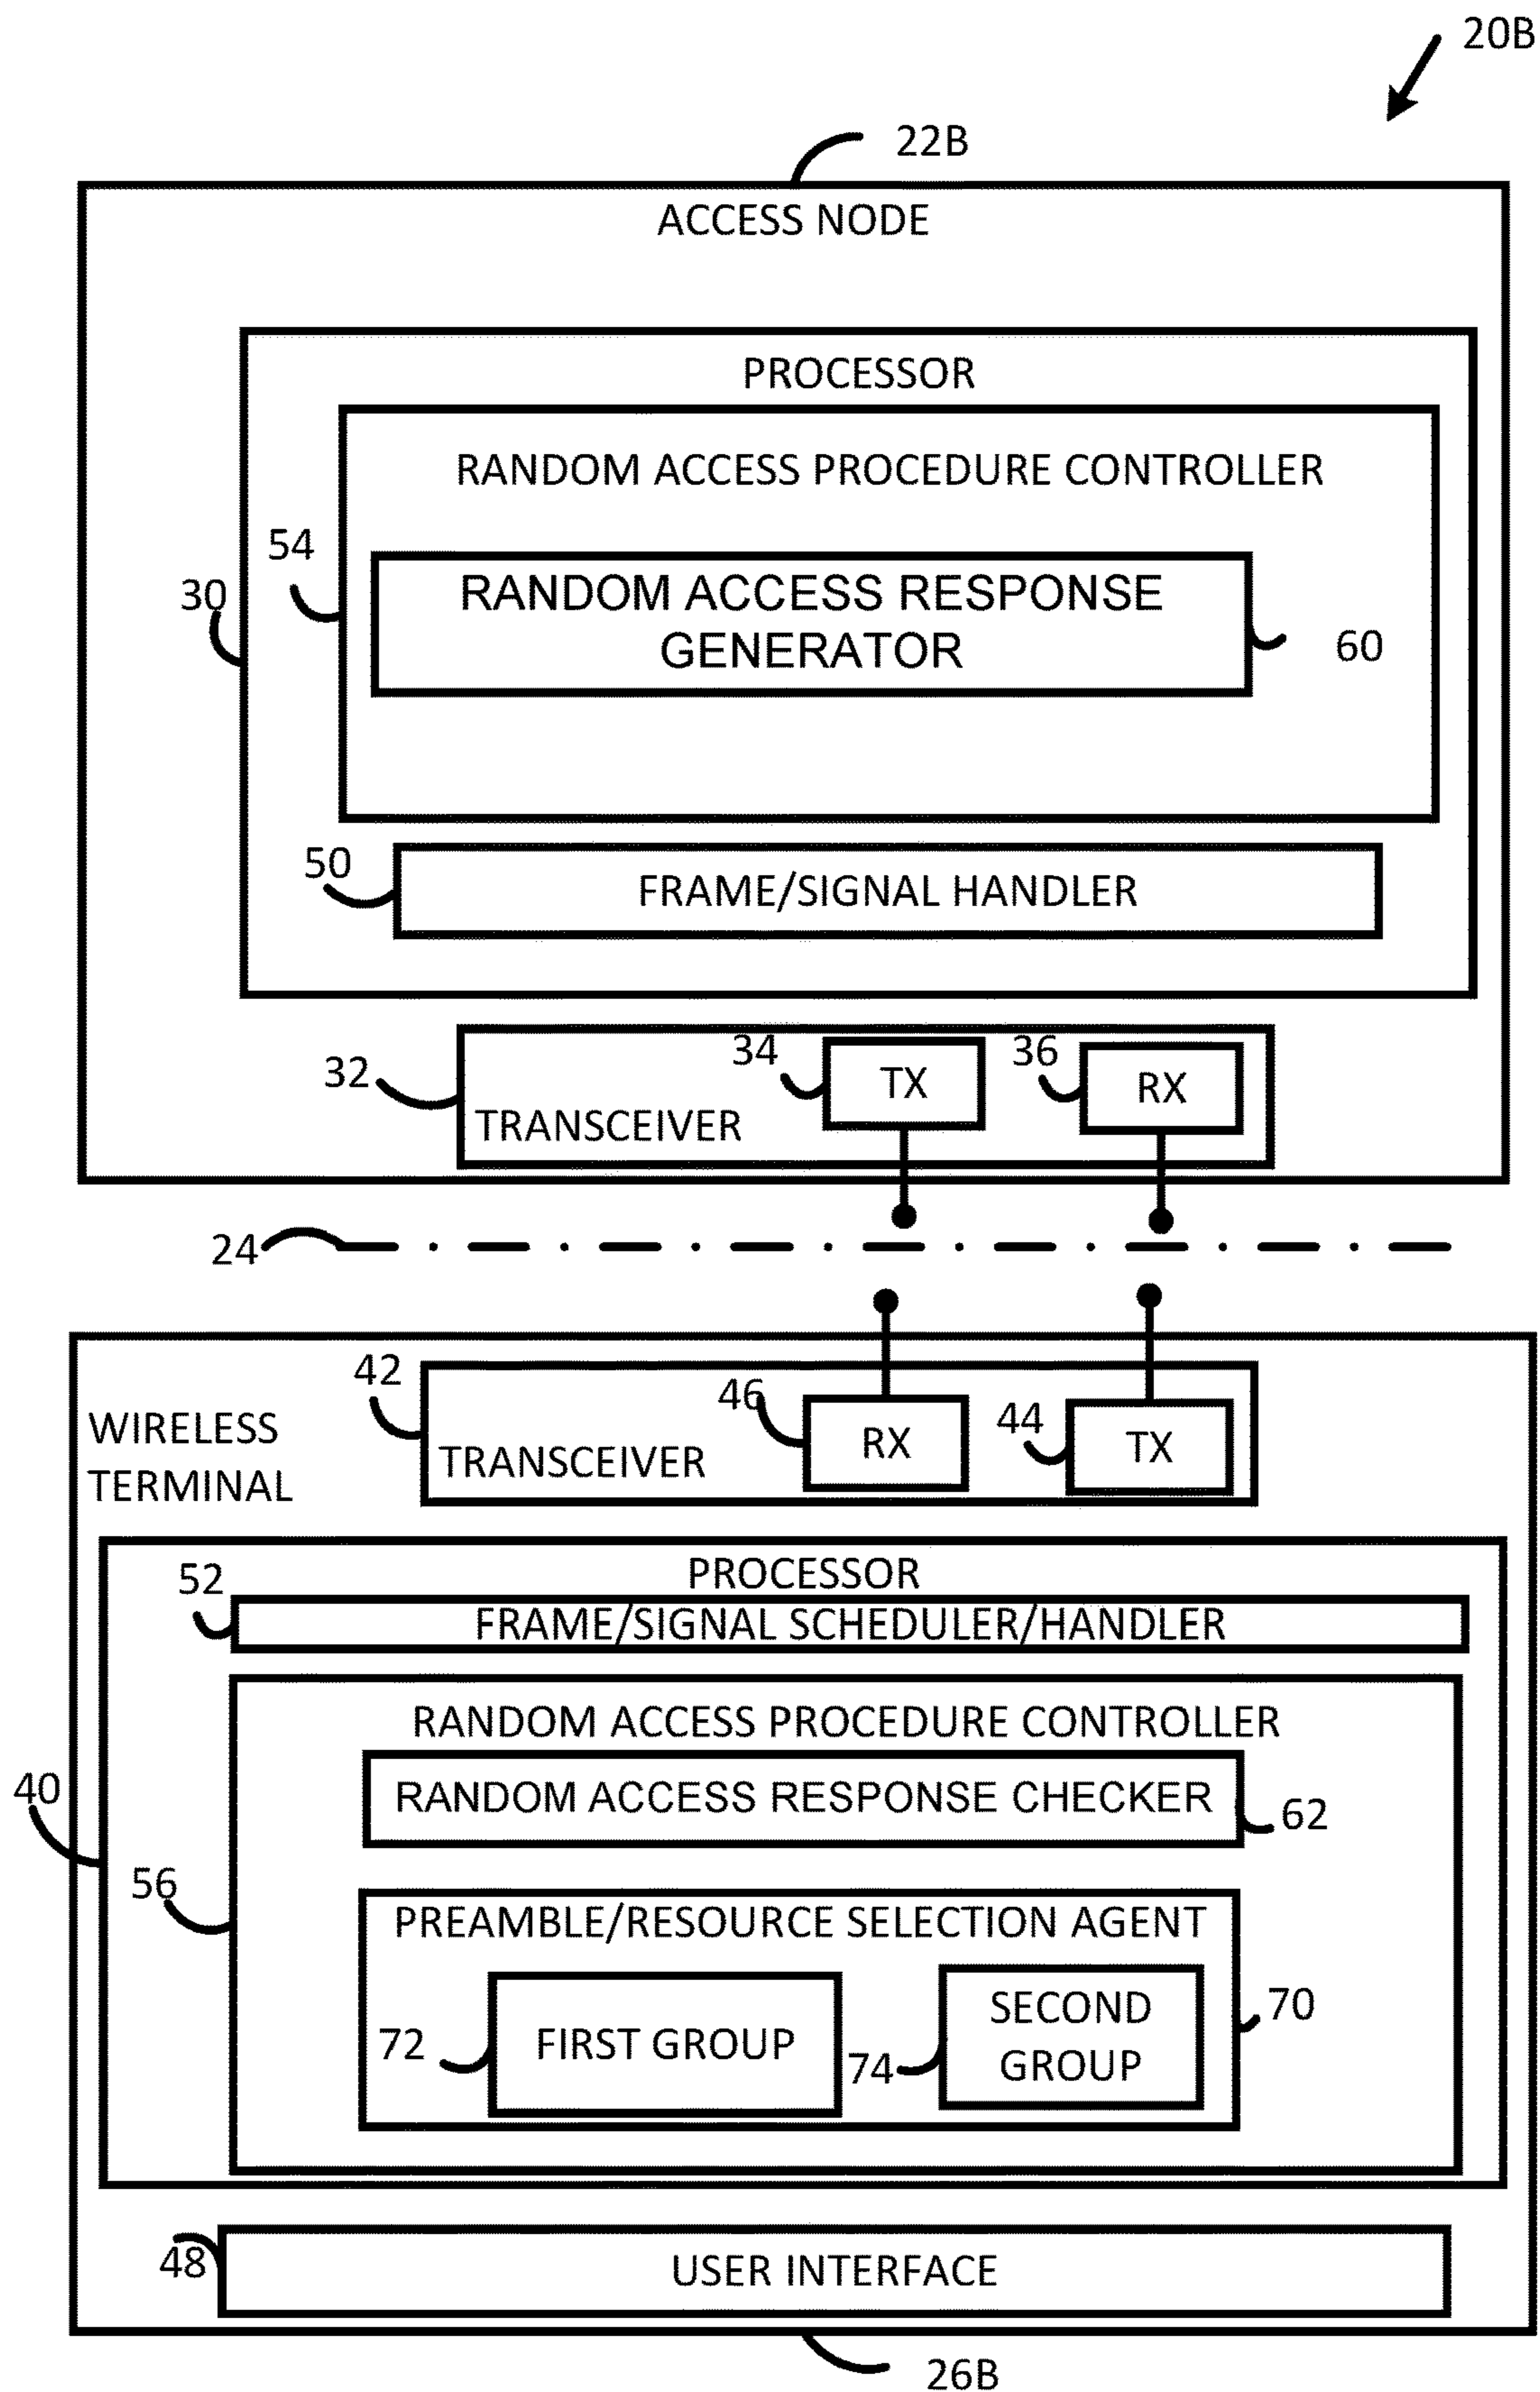 20B
22B
ACCESS NODE
PROCESSOR
RANDOM ACCESS PROCEDURE CONTROLLER
54
RANDOM ACCESS RESPONSE
GENERATOR
30
60
50
FRAME/SIGNAL HANDLER
34
36
32
TX
RX
TRANSCEIVER
24
42
46
44
WIRELESS
TERMINAL
RX
TX
TRANSCEIVER
PROCESSOR
52
FRAME/SIGNAL SCHEDULER/HANDLER
RANDOM ACCESS PROCEDURE CONTROLLER
40
RANDOM ACCESS RESPONSE CHECKER
62
56
PREAMBLE/RESOURCE SELECTION AGENT
72
FIRST GROUP
74
SECOND
GROUP
70
48
USER INTERFACE
26B